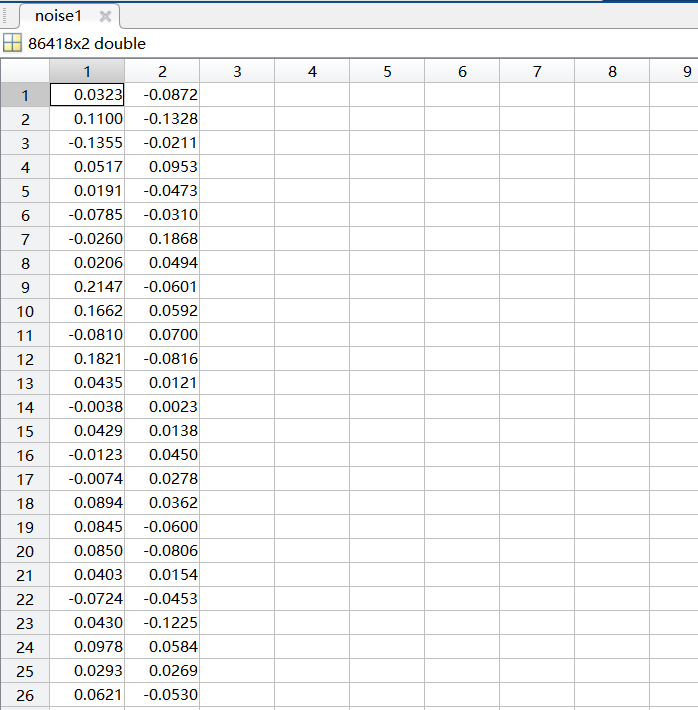 noise1
86418x2 double
1 2 3 4 5 6 7 8 9
1 0.0323 -0.0872
2 0.1100 -0.1328
3 -0.1355 -0.0211
4 0.0517 0.0953
5 0.0191 -0.0473
6 -0.0785 -0.0310
7 -0.0260 0.1868
8 0.0206 0.0494
9 0.2147 -0.0601
10 0.1662 0.0592
11 -0.0810 0.0700
12 0.1821 -0.0816
13 0.0435 0.0121
14 -0.0038 0.0023
15 0.0429 0.0138
16 -0.0123 0.0450
17 -0.0074 0.0278
18 0.0894 0.0362
19 0.0845 -0.0600
20 0.0850 -0.0806
21 0.0403 0.0154
22 -0.0724 -0.0453
23 0.0430 -0.1225
24 0.0978 0.0584
25 0.0293 0.0269
26 0.0621 -0.0530